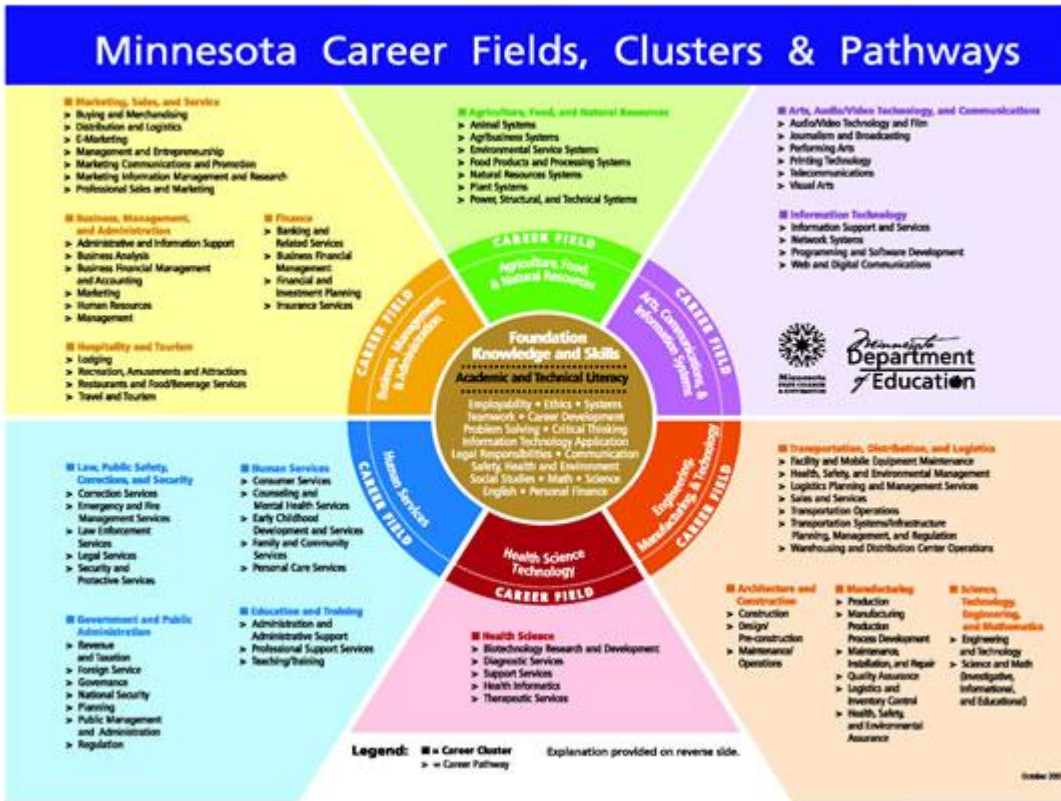 Minnesota Career Fields, Clusters & Pathways
■ Marketing, Sales, and Service
➢ Buying and Merchandising
➢ Distribution and Logistics
➢ E-Marketing
➢ Management and Entrepreneurship
➢ Marketing Communications and Promotion
➢ Marketing Information Management and Research
➢ Professional Sales and Marketing
■ Business, Management,
and Administration
➢ Administrative and Information Support
➢ Business Analysis
➢ Business Financial Management
and Accounting
➢ Marketing
➢ Human Resources
➢ Management
■ Finance
➢ Banking and
Related Services
➢ Business Financial
Management
➢ Financial and
Investment Planning
➢ Insurance Services
■ Hospitality and Tourism
➢ Lodging
➢ Recreation, Amusements and Attractions
➢ Restaurants and Food/Beverage Services
➢ Travel and Tourism
■ Agriculture, Food, and Natural Resources
➢ Animal Systems
➢ Agribusiness Systems
➢ Environmental Service Systems
➢ Food Products and Processing Systems
➢ Natural Resources Systems
➢ Plant Systems
➢ Power, Structural, and Technical Systems
■ Arts, Audio/Video Technology, and Communications
➢ Audio/Video Technology and Film
➢ Journalism and Broadcasting
➢ Performing Arts
➢ Printing Technology
➢ Telecommunications
➢ Visual Arts
■ Information Technology
➢ Information Support and Services
➢ Network Systems
➢ Programming and Software Development
➢ Web and Digital Communications
Minnesota
STATE COLLEGES
& UNIVERSITIES
Minnesota
Department
of Education
CAREER FIELD
Agriculture, Food,
& Natural Resources
CAREER FIELD
Business, Management,
& Administration
CAREER FIELD
Arts, Communications, &
Information Systems
Foundation
Knowledge and Skills
Academic and Technical Literacy
Employability • Ethics • Systems
Teamwork • Career Development
Problem Solving • Critical Thinking
Information Technology Application
Legal Responsibilities • Communication
Safety, Health and Environment
Social Studies • Math • Science
English • Personal Finance
Human Services
CAREER FIELD
Engineering,
Manufacturing, & Technology
CAREER FIELD
Health Science
Technology
CAREER FIELD
■ Law, Public Safety,
Corrections, and Security
➢ Correction Services
➢ Emergency and Fire
Management Services
➢ Law Enforcement
Services
➢ Legal Services
➢ Security and
Protective Services
■ Human Services
➢ Consumer Services
➢ Counseling and
Mental Health Services
➢ Early Childhood
Development and Services
➢ Family and Community
Services
➢ Personal Care Services
■ Government and Public
Administration
➢ Revenue
and Taxation
➢ Foreign Service
➢ Governance
➢ National Security
➢ Planning
➢ Public Management
and Administration
➢ Regulation
■ Education and Training
➢ Administration and
Administrative Support
➢ Professional Support Services
➢ Teaching/Training
■ Health Science
➢ Biotechnology Research and Development
➢ Diagnostic Services
➢ Support Services
➢ Health Informatics
➢ Therapeutic Services
■ Transportation, Distribution, and Logistics
➢ Facility and Mobile Equipment Maintenance
➢ Health, Safety, and Environmental Management
➢ Logistics Planning and Management Services
➢ Sales and Services
➢ Transportation Operations
➢ Transportation Systems/Infrastructure
Planning, Management, and Regulation
➢ Warehousing and Distribution Center Operations
■ Architecture and
Construction
➢ Construction
➢ Design/
Pre-construction
➢ Maintenance/
Operations
■ Manufacturing
➢ Production
➢ Manufacturing
Production
Process Development
➢ Maintenance,
Installation, and Repair
➢ Quality Assurance
➢ Logistics and
Inventory Control
➢ Health, Safety,
and Environmental
Assurance
■ Science,
Technology,
Engineering,
and Mathematics
➢ Engineering
and Technology
➢ Science and Math
(Investigative,
Informational,
and Educational)
Legend: ■ = Career Cluster
➢ = Career Pathway
Explanation provided on reverse side.
October